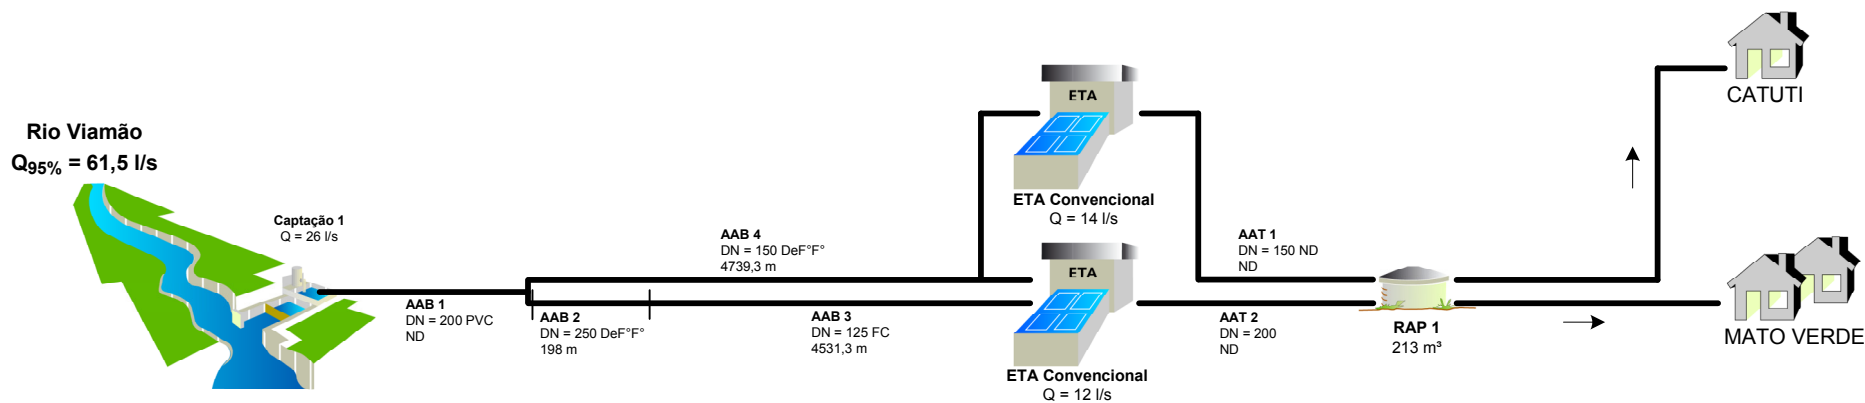 Rio Viamão
Q95% = 61,5 l/s
Captação 1
Q = 26 l/s
AAB 1
DN = 200 PVC
ND
AAB 2
DN = 250 DeF°F°
198 m
AAB 4
DN = 150 DeF°F°
4739,3 m
AAB 3
DN = 125 FC
4531,3 m
ETA
ETA Convencional
Q = 14 l/s
ETA
ETA Convencional
Q = 12 l/s
AAT 1
DN = 150 ND
ND
AAT 2
DN = 200
ND
RAP 1
213 m³
CATUTI
MATO VERDE